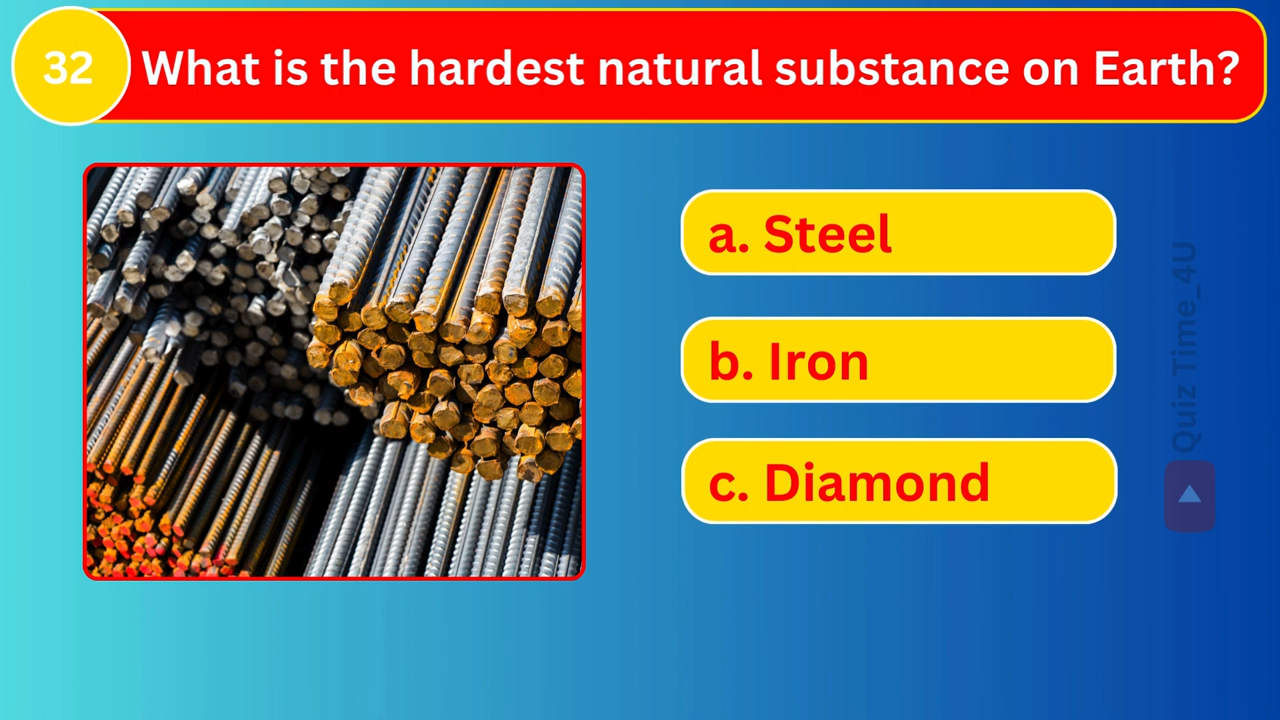 32
What is the hardest natural substance on Earth?
a. Steel
b. Iron
c. Diamond
Quiz Time_4U